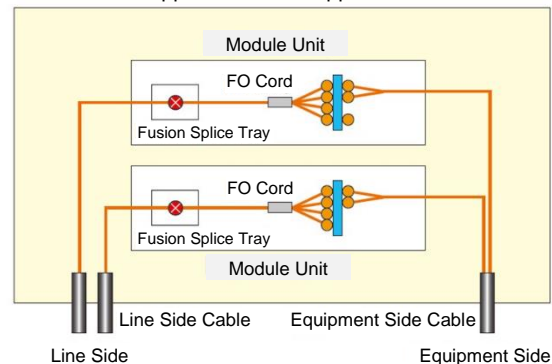 Module Unit
FO Cord
Fusion Splice Tray
FO Cord
Fusion Splice Tray
Module Unit
Line Side Cable
Equipment Side Cable
Line Side
Equipment Side